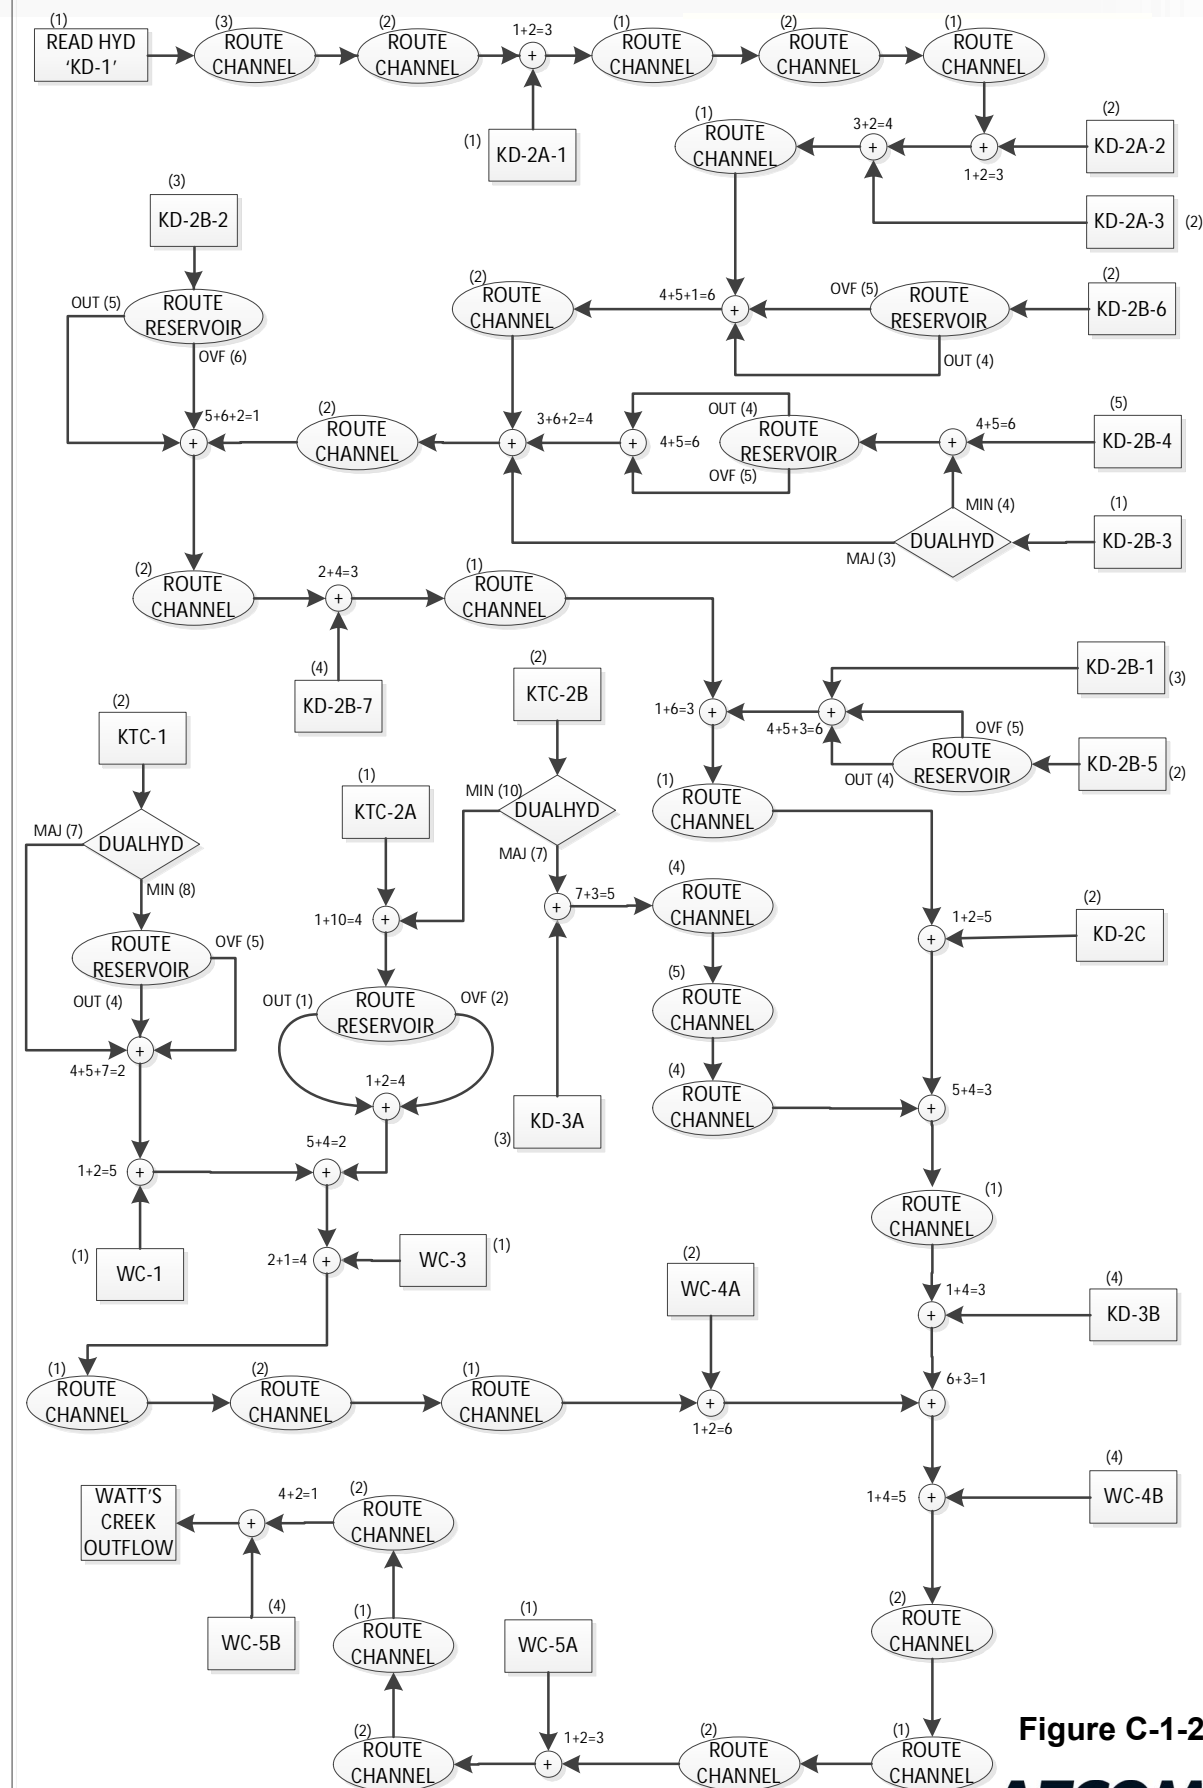 (1)
READ HYD
‘KD-1’
(3)
ROUTE
CHANNEL
(2)
ROUTE
CHANNEL
1+2=3
+
(1)
ROUTE
CHANNEL
(2)
ROUTE
CHANNEL
(1)
ROUTE
CHANNEL
(1)
KD-2A-1
(1)
ROUTE
CHANNEL
3+2=4
+
+
1+2=3
(2)
KD-2A-2
KD-2A-3
(2)
(3)
KD-2B-2
OUT (5)
ROUTE
RESERVOIR
OVF (6)
(2)
ROUTE
CHANNEL
4+5+1=6
+
OVF (5)
ROUTE
RESERVOIR
OUT (4)
(2)
KD-2B-6
5+6+2=1
+
(2)
ROUTE
CHANNEL
3+6+2=4
+
+
4+5=6
OUT (4)
ROUTE
RESERVOIR
OVF (5)
+
4+5=6
(5)
KD-2B-4
MIN (4)
DUALHYD
MAJ (3)
(1)
KD-2B-3
(2)
ROUTE
CHANNEL
2+4=3
+
(1)
ROUTE
CHANNEL
(4)
KD-2B-7
(2)
KTC-2B
1+6=3
+
+
4+5+3=6
KD-2B-1
(3)
OVF (5)
ROUTE
RESERVOIR
OUT (4)
KD-2B-5
(2)
(2)
KTC-1
MAJ (7)
DUALHYD
MIN (8)
(1)
KTC-2A
MIN (10)
DUALHYD
MAJ (7)
(1)
ROUTE
CHANNEL
ROUTE
RESERVOIR
OVF (5)
OUT (4)
+
4+5+7=2
1+10=4
+
OUT (1)
ROUTE
RESERVOIR
OVF (2)
1+2=4
+
+
7+3=5
(4)
ROUTE
CHANNEL
(5)
ROUTE
CHANNEL
(4)
ROUTE
CHANNEL
1+2=5
+
(2)
KD-2C
5+4=3
+
(3)
KD-3A
1+2=5
+
5+4=2
+
(1)
WC-1
2+1=4
+
WC-3
(1)
ROUTE
CHANNEL
(1)
(2)
WC-4A
1+4=3
+
(4)
KD-3B
(1)
ROUTE
CHANNEL
(2)
ROUTE
CHANNEL
(1)
ROUTE
CHANNEL
+
1+2=6
6+3=1
+
1+4=5
+
(4)
WC-4B
WATT'S
CREEK
OUTFLOW
4+2=1
+
(2)
ROUTE
CHANNEL
(4)
WC-5B
(1)
ROUTE
CHANNEL
(1)
WC-5A
(2)
ROUTE
CHANNEL
(2)
ROUTE
CHANNEL
1+2=3
+
(2)
ROUTE
CHANNEL
(1)
ROUTE
CHANNEL
Figure C-1-2
AECOM